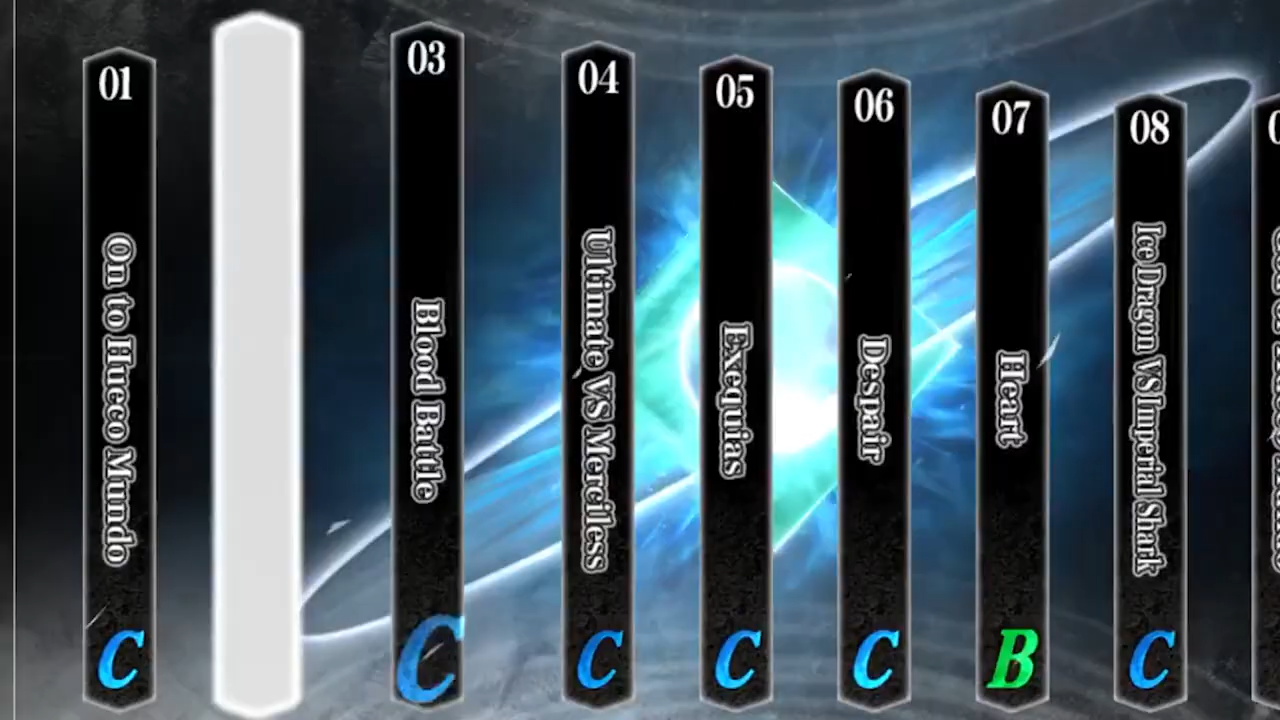 01
On to Hueco Mundo
C
03
Blood Battle
C
04
Ultimate VS Merciless
C
05
Exequias
C
06
Despair
C
07
Heart
B
08
Ice Dragon VS Imperial Shark
C